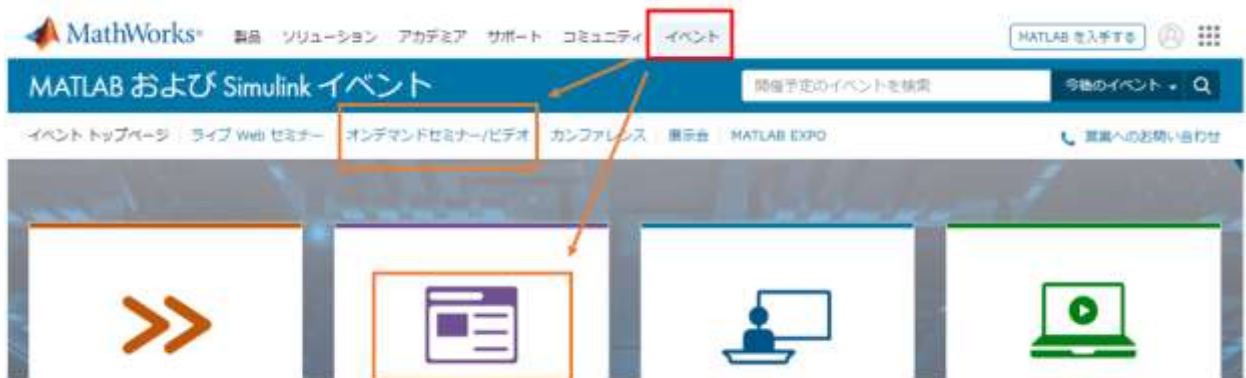 MathWorks®
製品 ソリューション アカデミア サポート コミュニティ イベント
MATLAB を入手する
MATLAB および Simulink イベント
開催予定のイベントを検索
今後のイベント
イベント トップページ ライブ Web セミナー オンデマンドセミナー/ビデオ カンファレンス 展示会 MATLAB EXPO
営業へのお問い合わせ